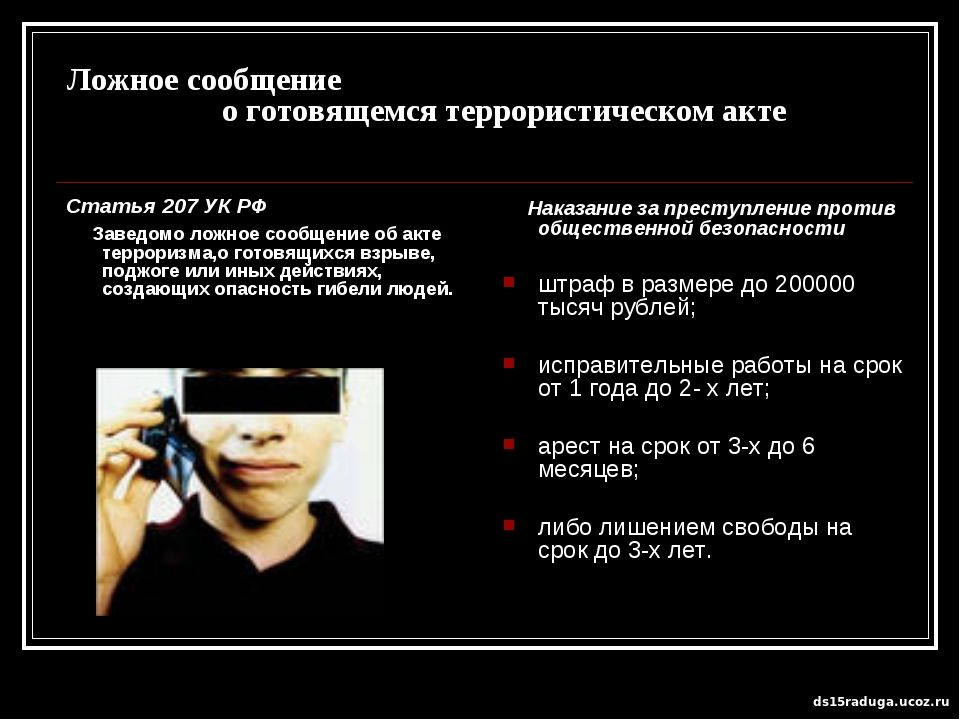 Ложное сообщение
о готовящемся террористическом акте
Статья 207 УК РФ
Заведомо ложное сообщение об акте
терроризма,о готовящихся взрыве,
поджоге или иных действиях,
создающих опасность гибели людей.
Наказание за преступление против
общественной безопасности
штраф в размере до 200000
тысяч рублей;
исправительные работы на срок
от 1 года до 2- х лет;
арест на срок от 3-х до 6
месяцев;
либо лишением свободы на
срок до 3-х лет.
ds15raduga.ucoz.ru